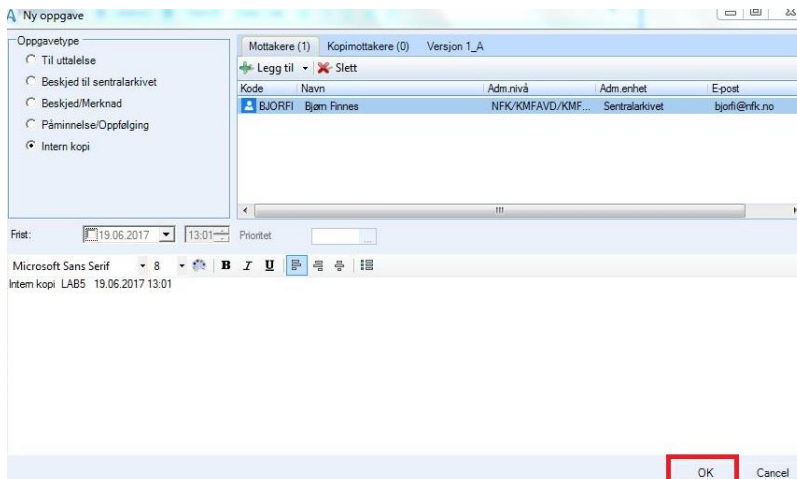 Ny oppgave
Oppgavetype
Til uttalelse
Beskjed til sentralarkivet
Beskjed/Merknad
Påminnelse/Oppfølging
Intern kopi
Mottakere (1) Kopimottakere (0) Versjon 1_A
Legg til Slett
Kode Navn Adm.nivå Adm.enhet E-post
BJORFI Bjørn Finnes NFK/KMFAVD/KMF... Sentralarkivet bjorfi@nfk.no
Frist: 19.06.2017 13:01 Prioritet ...
Microsoft Sans Serif 8 B I U
Intern kopi LAB5 19.06.2017 13:01
OK Cancel